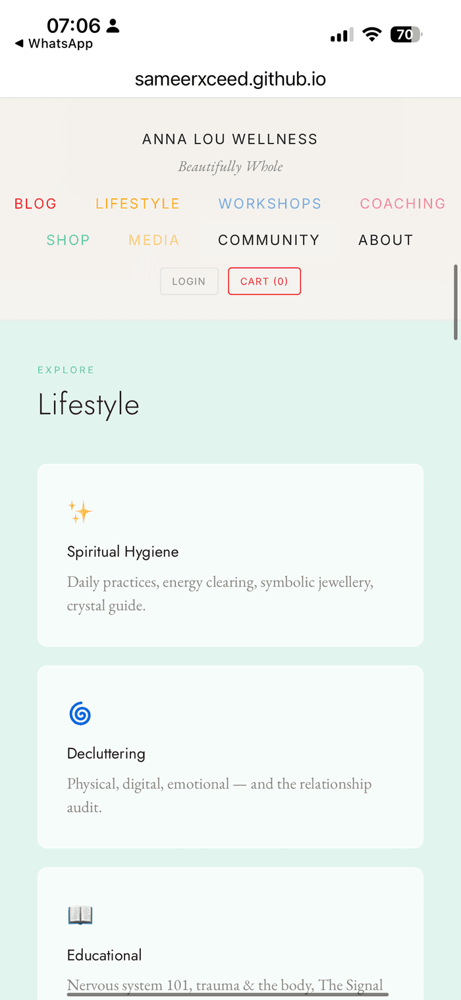 07:06
70
◀ WhatsApp
sameerxceed.github.io
ANNA LOU WELLNESS
Beautifully Whole
BLOG LIFESTYLE WORKSHOPS COACHING
SHOP MEDIA COMMUNITY ABOUT
LOGIN CART (0)
EXPLORE
Lifestyle
Spiritual Hygiene
Daily practices, energy clearing, symbolic jewellery,
crystal guide.
Decluttering
Physical, digital, emotional — and the relationship
audit.
Educational
Nervous system 101, trauma & the body, The Signal